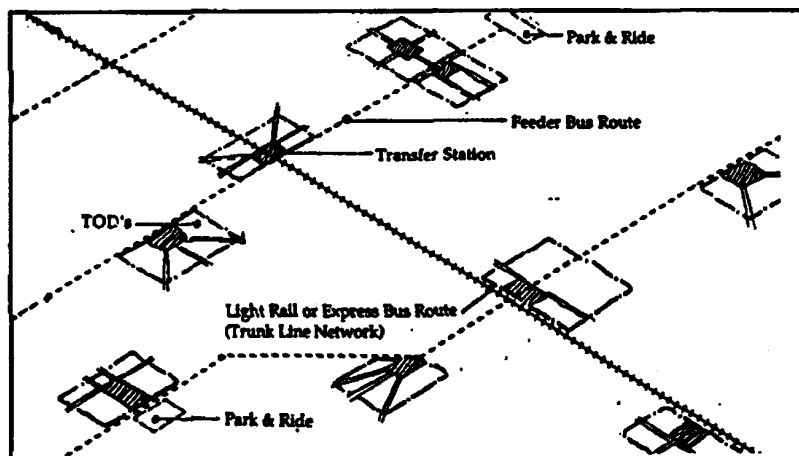 Park & Ride
Feeder Bus Route
Transfer Station
TOD's
Light Rail or Express Bus Route
(Trunk Line Network)
Park & Ride